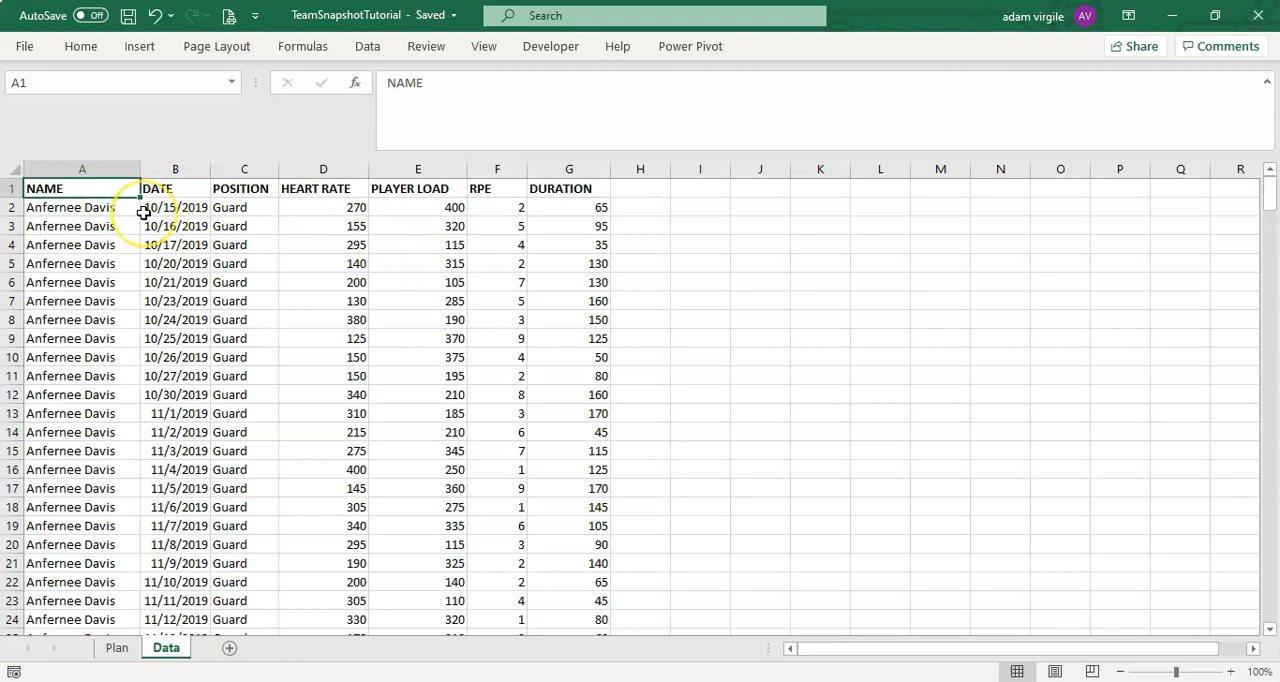 AutoSave Off TeamSnapshotTutorial - Saved Search adam virgile AV
File Home Insert Page Layout Formulas Data Review View Developer Help Power Pivot Share Comments
A1 fx NAME
A B C D E F G H I J K L M N O P Q R
1 NAME DATE POSITION HEART RATE PLAYER LOAD RPE DURATION
2 Anfernee Davis 10/15/2019 Guard 270 400 2 65
3 Anfernee Davis 10/16/2019 Guard 155 320 5 95
4 Anfernee Davis 10/17/2019 Guard 295 115 4 35
5 Anfernee Davis 10/20/2019 Guard 140 315 2 130
6 Anfernee Davis 10/21/2019 Guard 200 105 7 130
7 Anfernee Davis 10/23/2019 Guard 130 285 5 160
8 Anfernee Davis 10/24/2019 Guard 380 190 3 150
9 Anfernee Davis 10/25/2019 Guard 125 370 9 125
10 Anfernee Davis 10/26/2019 Guard 150 375 4 50
11 Anfernee Davis 10/27/2019 Guard 150 195 2 80
12 Anfernee Davis 10/30/2019 Guard 340 210 8 160
13 Anfernee Davis 11/1/2019 Guard 310 185 3 170
14 Anfernee Davis 11/2/2019 Guard 215 210 6 45
15 Anfernee Davis 11/3/2019 Guard 275 345 7 115
16 Anfernee Davis 11/4/2019 Guard 400 250 1 125
17 Anfernee Davis 11/5/2019 Guard 145 360 9 170
18 Anfernee Davis 11/6/2019 Guard 305 275 1 145
19 Anfernee Davis 11/7/2019 Guard 340 335 6 105
20 Anfernee Davis 11/8/2019 Guard 295 115 3 90
21 Anfernee Davis 11/9/2019 Guard 190 325 2 140
22 Anfernee Davis 11/10/2019 Guard 200 140 2 65
23 Anfernee Davis 11/11/2019 Guard 305 110 4 45
24 Anfernee Davis 11/12/2019 Guard 330 320 1 80
Plan Data
100%